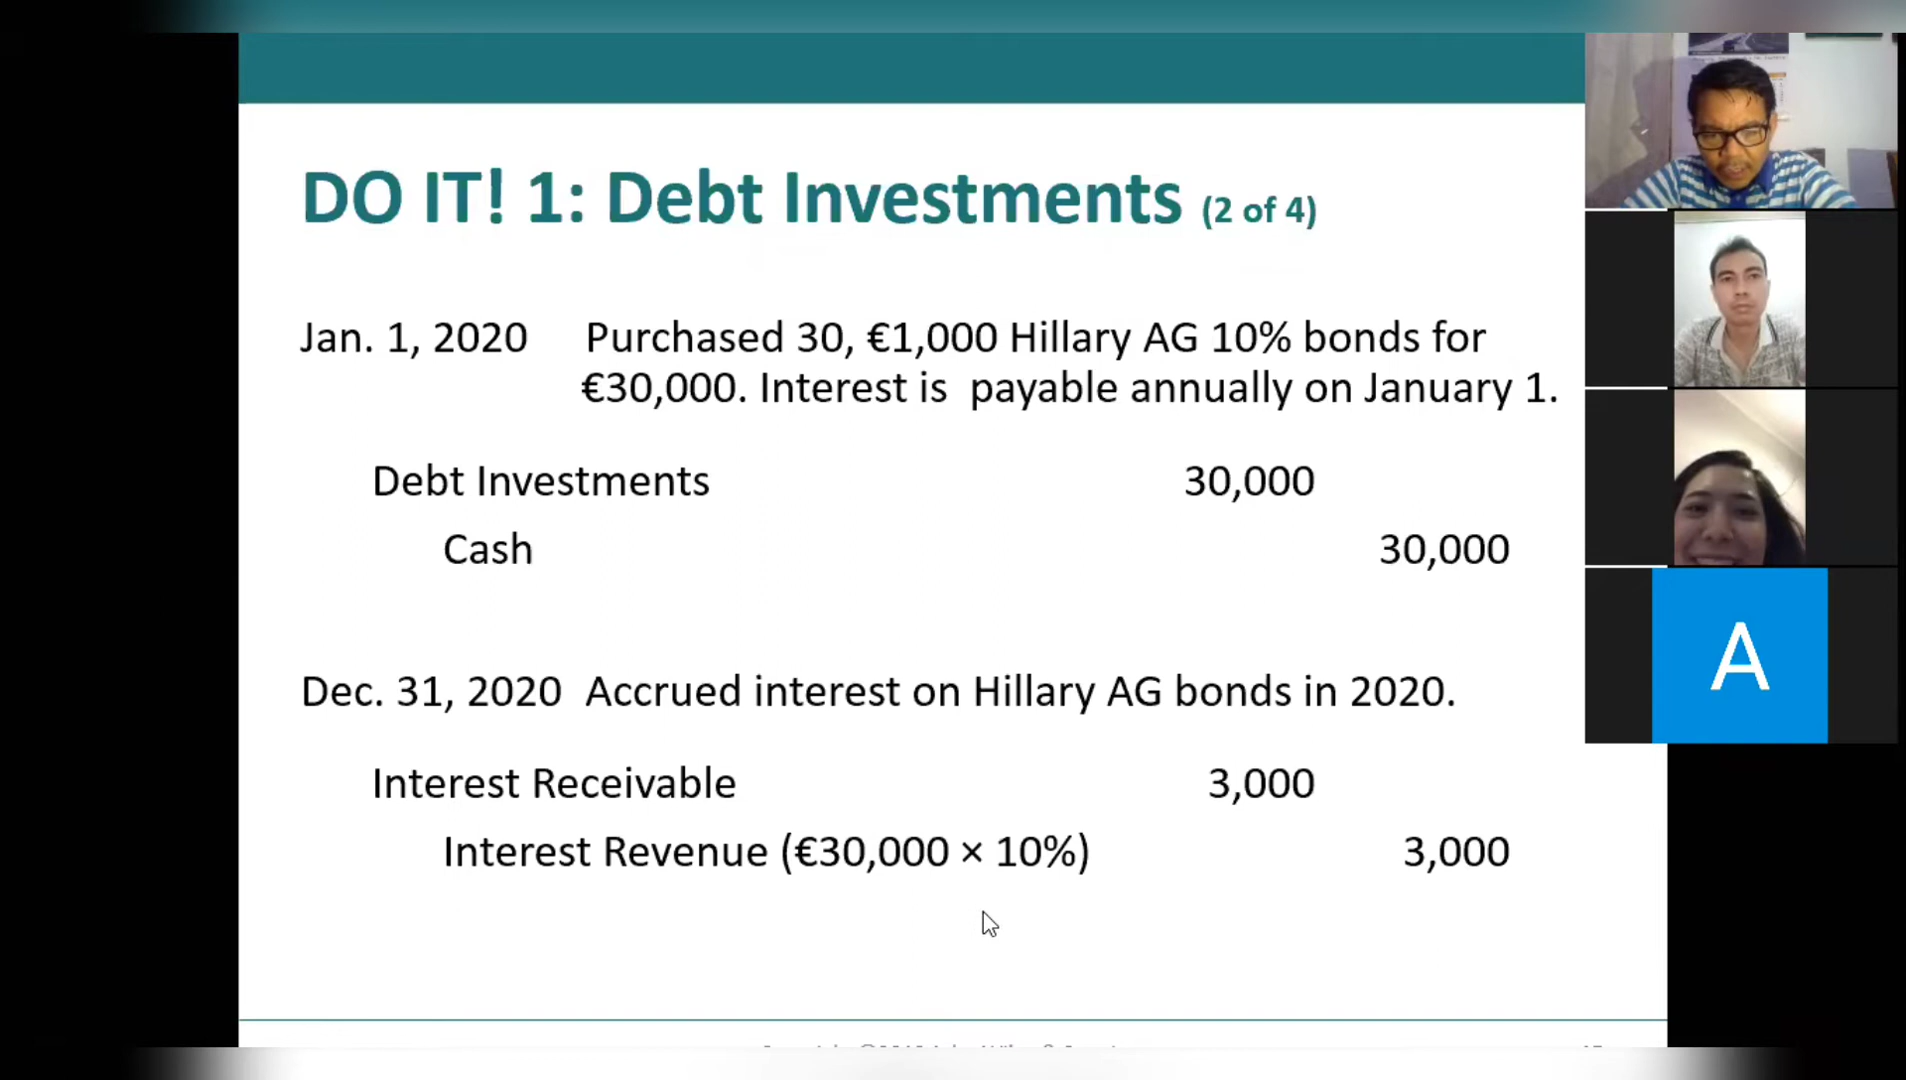 DO IT! 1: Debt Investments (2 of 4)
Jan. 1, 2020 Purchased 30, €1,000 Hillary AG 10% bonds for
€30,000. Interest is payable annually on January 1.
Debt Investments 30,000
Cash 30,000
Dec. 31, 2020 Accrued interest on Hillary AG bonds in 2020.
Interest Receivable 3,000
Interest Revenue (€30,000 × 10%) 3,000
A